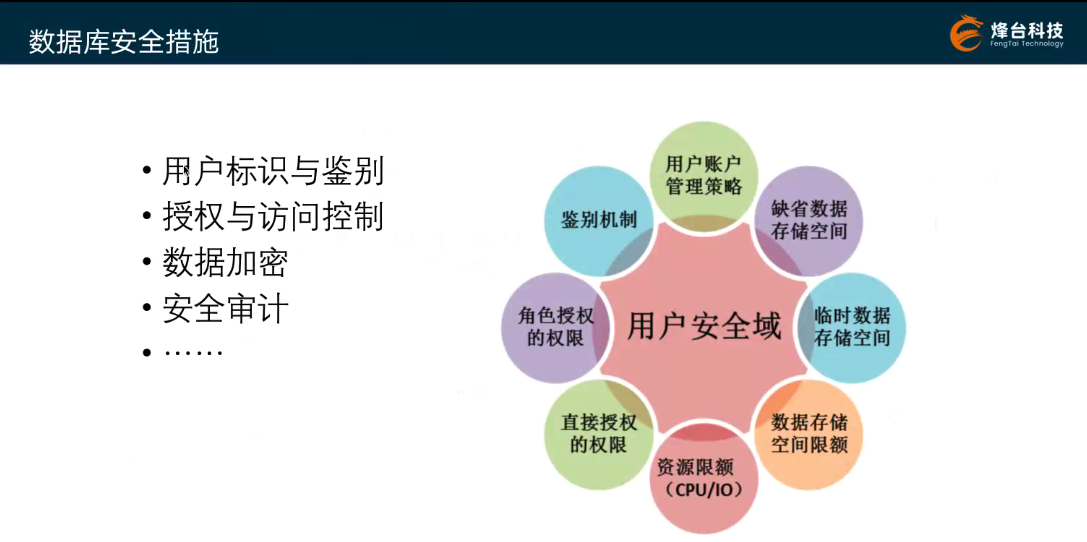 数据库安全措施
烽台科技
FengTai Technology
• 用户标识与鉴别
• 授权与访问控制
• 数据加密
• 安全审计
• ……
用户账户
管理策略
缺省数据
存储空间
临时数据
存储空间
数据存储
空间限额
资源限额
（CPU/IO）
直接授权
的权限
角色授权
的权限
鉴别机制
用户安全域